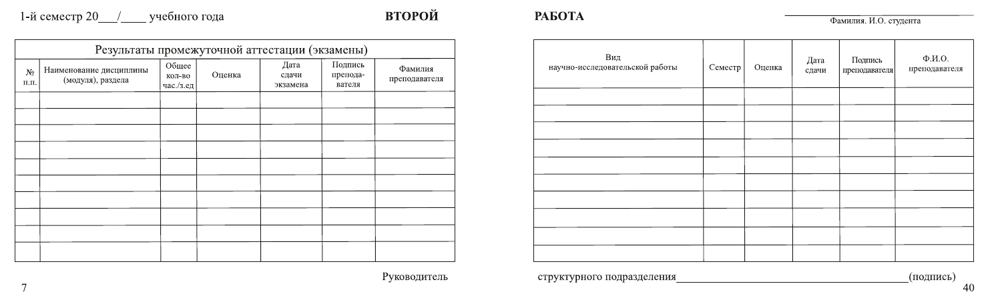 1-й семестр 20___/____ учебного года
ВТОРОЙ
Результаты промежуточной аттестации (экзамены)
№
п.п.
Наименование дисциплины
(модуля), раздела
Общее
кол-во
час./з.ед
Оценка
Дата
сдачи
экзамена
Подпись
препода-
вателя
Фамилия
преподавателя
Руководитель
7
РАБОТА
Фамилия. И.О. студента
Вид
научно-исследовательской работы
Семестр
Оценка
Дата
сдачи
Подпись
преподавателя
Ф.И.О.
преподавателя
структурного подразделения___________________________________(подпись)
40